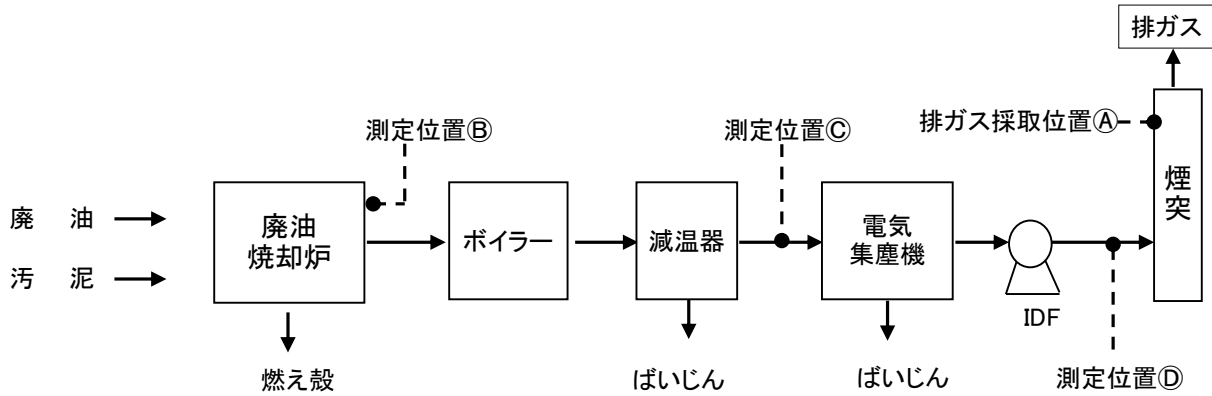 排ガス
測定位置Ⓑ
測定位置Ⓒ
排ガス採取位置Ⓐ
廃　油
汚　泥
廃油
焼却炉
ボイラー
減温器
電気
集塵機
IDF
煙
突
燃え殻
ばいじん
ばいじん
測定位置Ⓓ